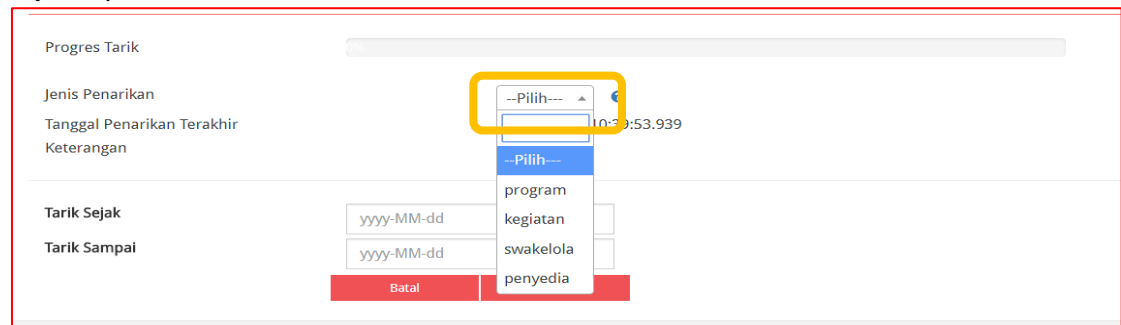 Progres Tarik
Jenis Penarikan --Pilih---
Tanggal Penarikan Terakhir 10:39:53.939
Keterangan
--Pilih---
program
Tarik Sejak yyyy-MM-dd kegiatan
Tarik Sampai yyyy-MM-dd swakelola
Batal penyedia